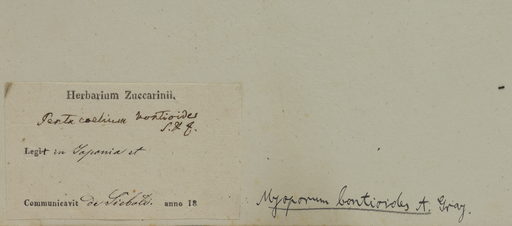 Herbarium Zuccarinii.
Pentacoelium bontioides
S. & Z.
Legit in Japonia et
Communicavit de Siebold. anno 18
Myoporum bontioides A. Gray.